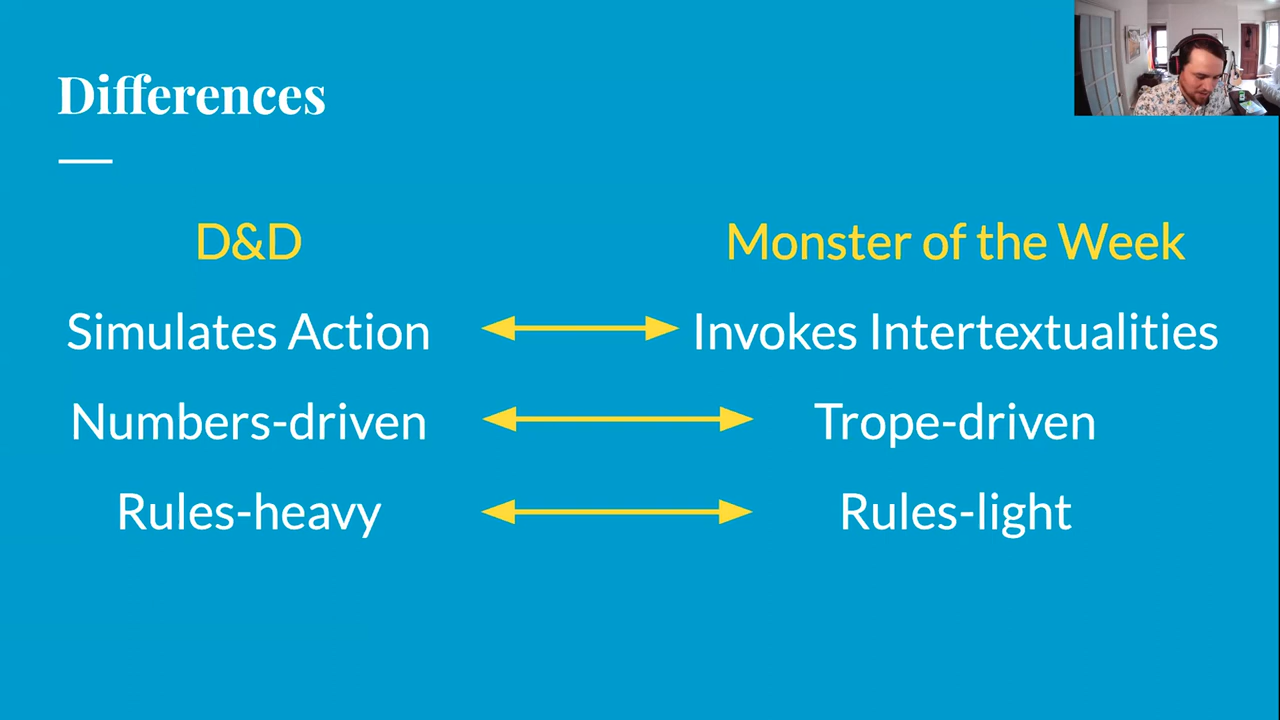 Differences
D&D
Monster of the Week
Simulates Action
Invokes Intertextualities
Numbers-driven
Trope-driven
Rules-heavy
Rules-light